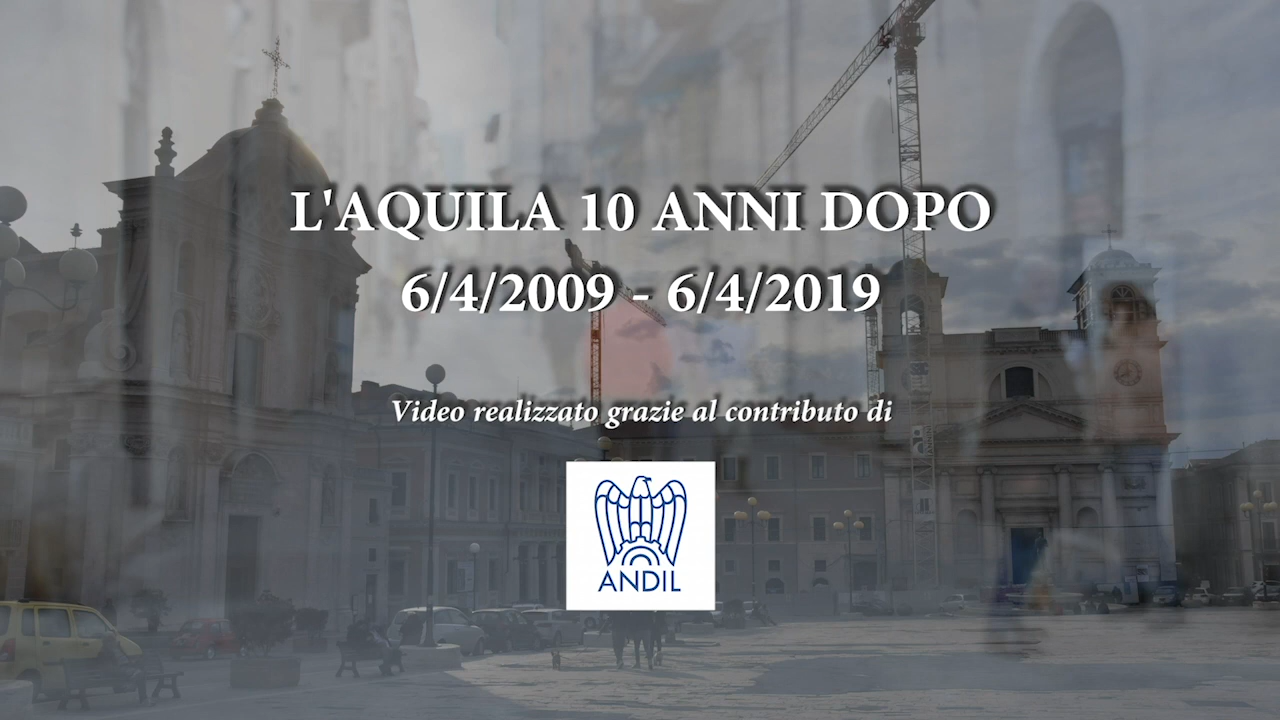 L'AQUILA 10 ANNI DOPO
6/4/2009 - 6/4/2019
Video realizzato grazie al contributo di
ANDIL